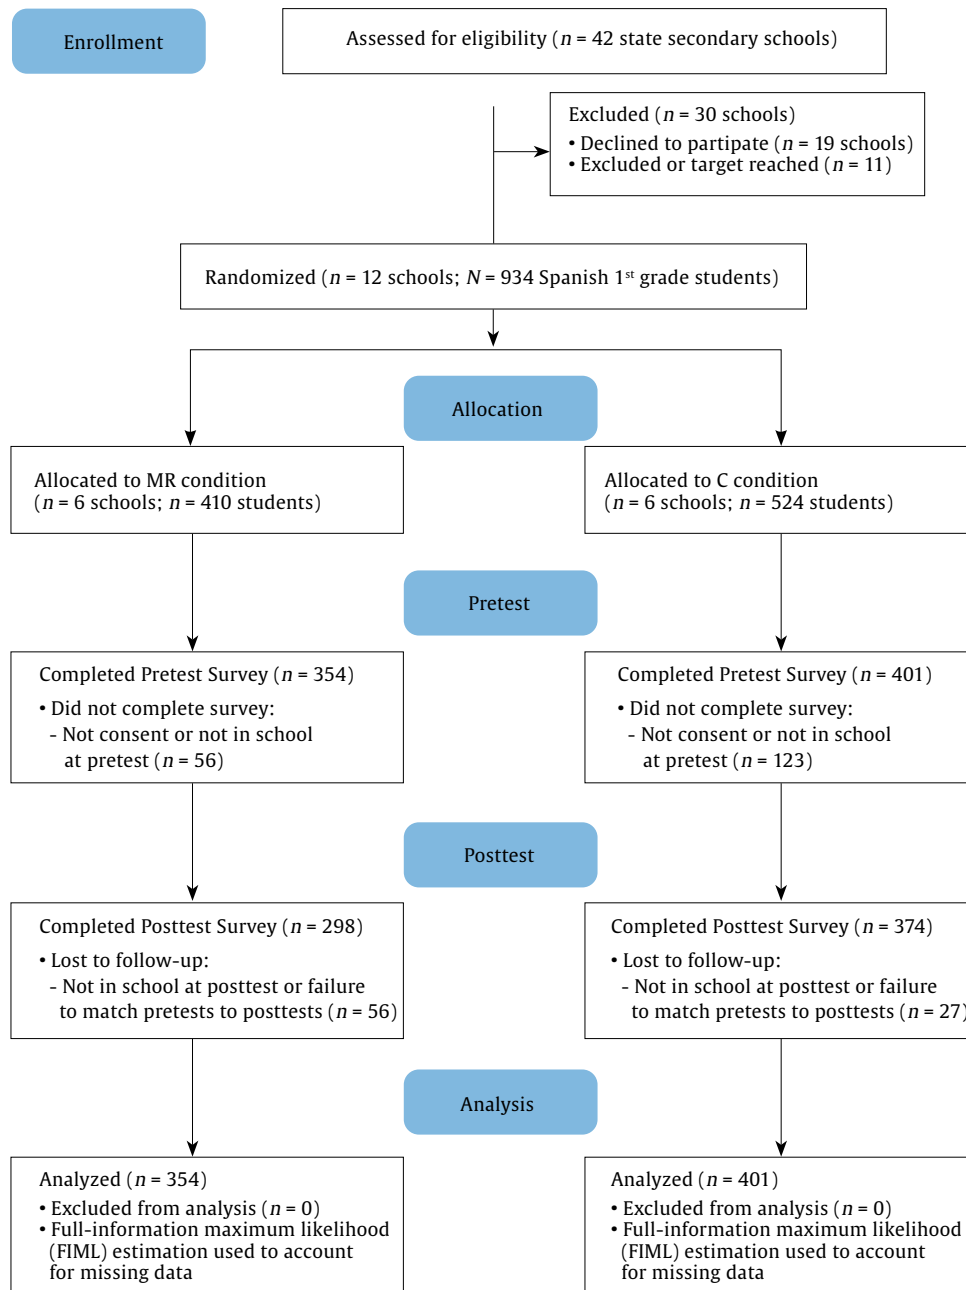 Enrollment
Assessed for eligibility (n = 42 state secondary schools)
Excluded (n = 30 schools)
• Declined to partipate (n = 19 schools)
• Excluded or target reached (n = 11)
Randomized (n = 12 schools; N = 934 Spanish 1st grade students)
Allocation
Allocated to MR condition
(n = 6 schools; n = 410 students)
Allocated to C condition
(n = 6 schools; n = 524 students)
Pretest
Completed Pretest Survey (n = 354)
• Did not complete survey:
- Not consent or not in school
at pretest (n = 56)
Completed Pretest Survey (n = 401)
• Did not complete survey:
- Not consent or not in school
at pretest (n = 123)
Posttest
Completed Posttest Survey (n = 298)
• Lost to follow-up:
- Not in school at posttest or failure
to match pretests to posttests (n = 56)
Completed Posttest Survey (n = 374)
• Lost to follow-up:
- Not in school at posttest or failure
to match pretests to posttests (n = 27)
Analysis
Analyzed (n = 354)
• Excluded from analysis (n = 0)
• Full-information maximum likelihood
(FIML) estimation used to account
for missing data
Analyzed (n = 401)
• Excluded from analysis (n = 0)
• Full-information maximum likelihood
(FIML) estimation used to account
for missing data